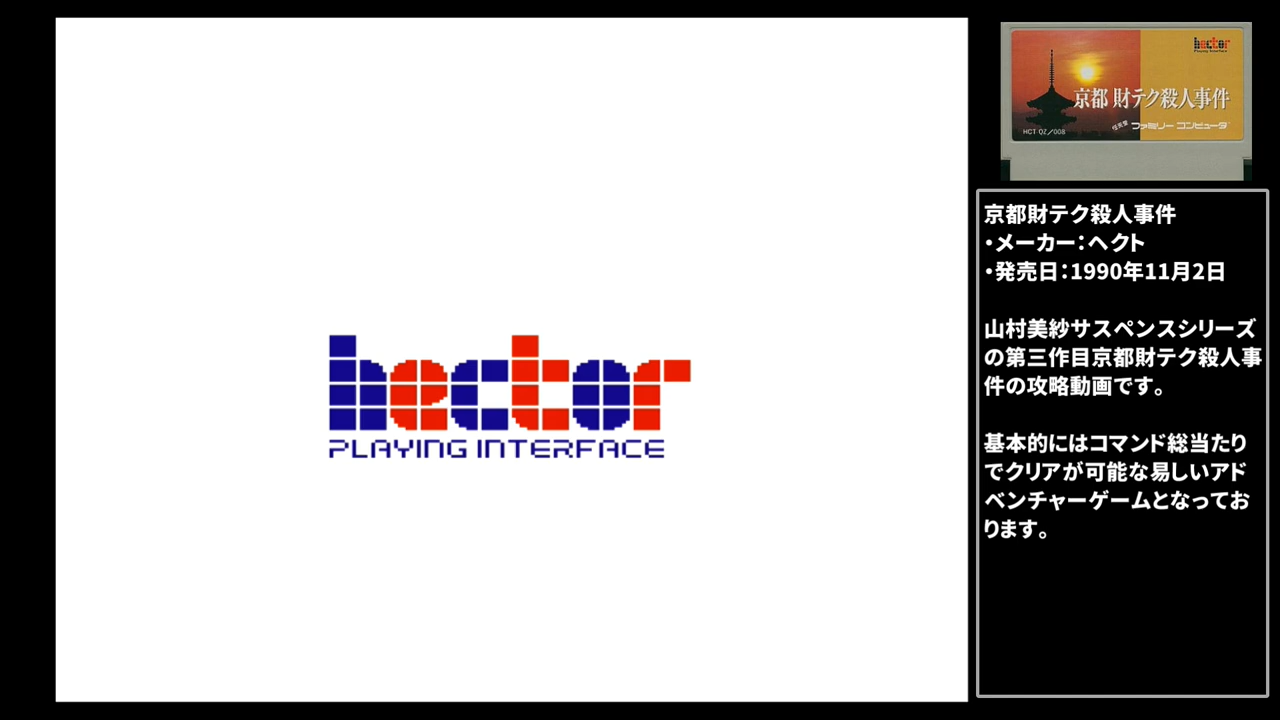 hector
PLAYING INTERFACE
hector
Playing Interface
京都 財テク殺人事件
HCT QZ/008
任天堂 ファミリー コンピュータ
京都財テク殺人事件
・メーカー：ヘクト
・発売日：1990年11月2日
山村美紗サスペンスシリーズ
の第三作目京都財テク殺人事
件の攻略動画です。
基本的にはコマンド総当たり
でクリアが可能な易しいアド
ベンチャーゲームとなってお
ります。